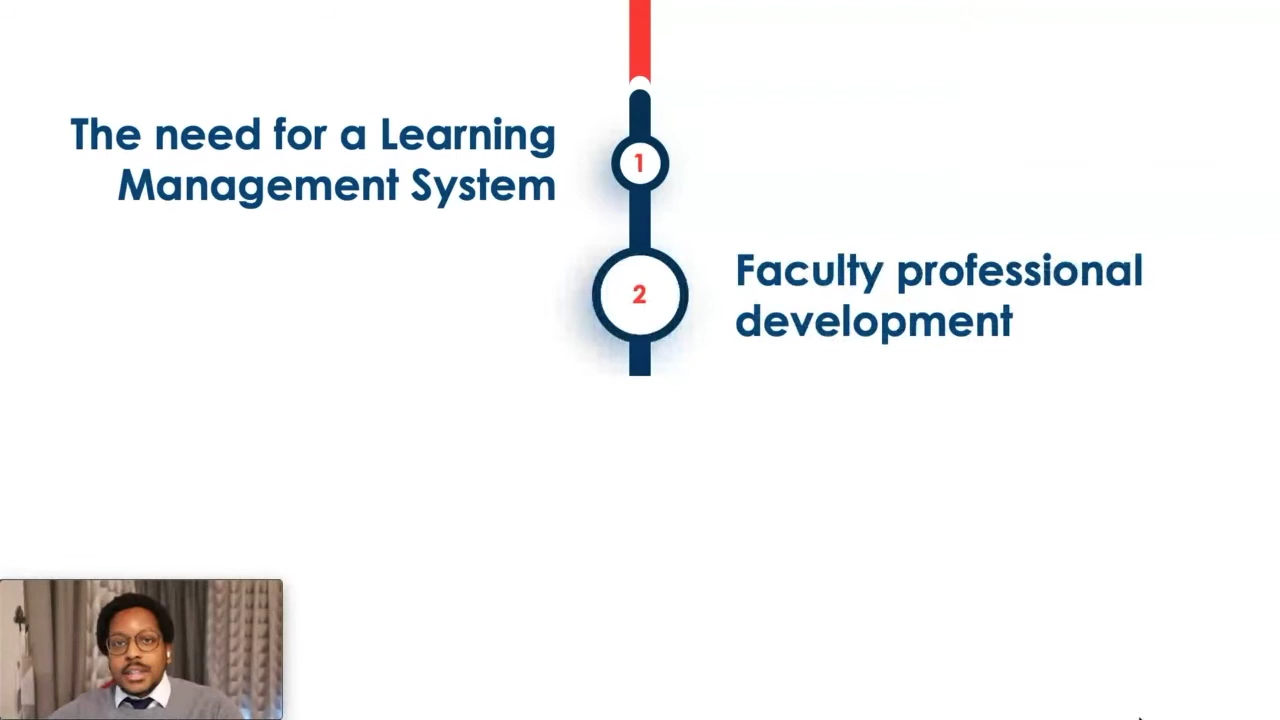 The need for a Learning
Management System
1
2
Faculty professional
development